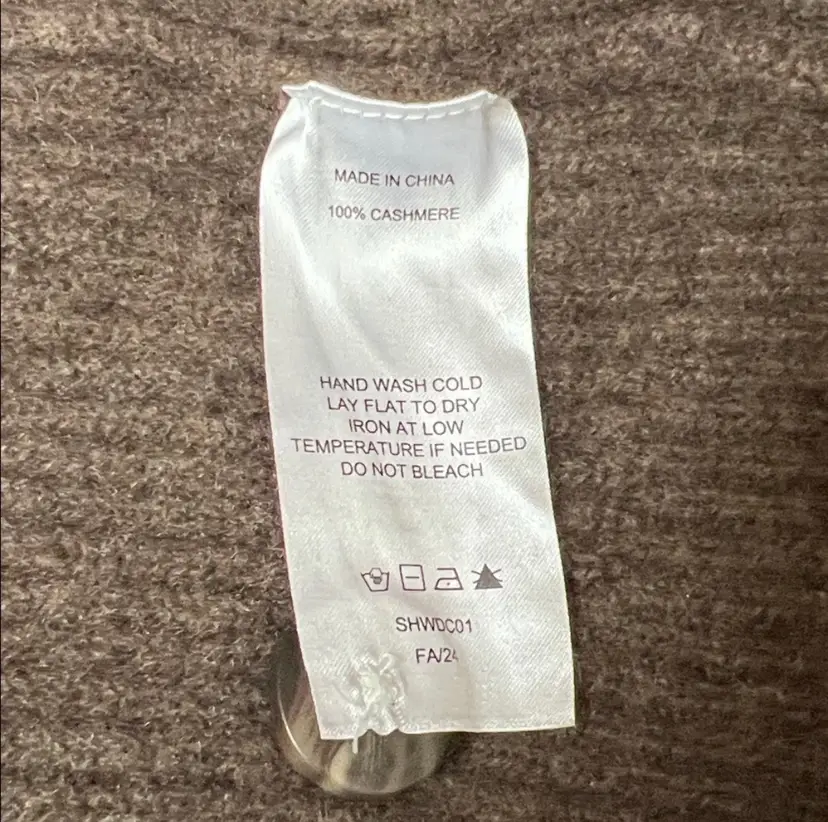 MADE IN CHINA
100% CASHMERE
HAND WASH COLD
LAY FLAT TO DRY
IRON AT LOW
TEMPERATURE IF NEEDED
DO NOT BLEACH
SHWDC01
FA/24